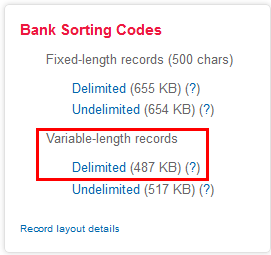 Bank Sorting Codes
Fixed-length records (500 chars)
Delimited (655 KB) (?)
Undelimited (654 KB) (?)
Variable-length records
Delimited (487 KB) (?)
Undelimited (517 KB) (?)
Record layout details